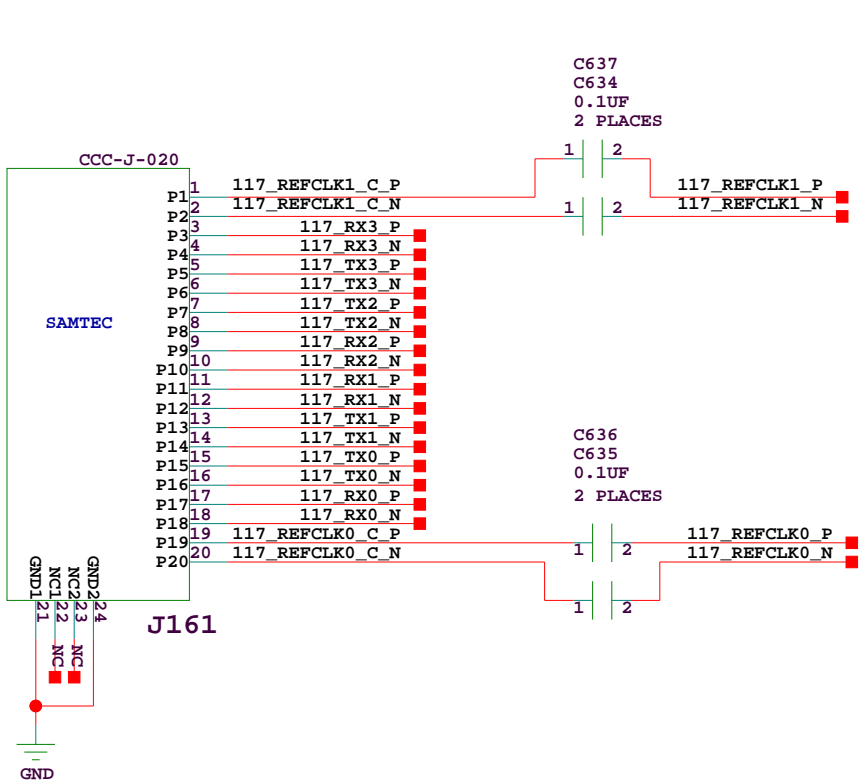 C637
C634
0.1UF
2 PLACES
CCC-J-020
1 2
P1 1 117_REFCLK1_C_P 117_REFCLK1_P
P2 2 117_REFCLK1_C_N 1 2 117_REFCLK1_N
P3 3 117_RX3_P
P4 4 117_RX3_N
P5 5 117_TX3_P
P6 6 117_TX3_N
P7 7 117_TX2_P
SAMTEC
P8 8 117_TX2_N
P9 9 117_RX2_P
P10 10 117_RX2_N
P11 11 117_RX1_P
P12 12 117_RX1_N
P13 13 117_TX1_P
P14 14 117_TX1_N
P15 15 117_TX0_P
P16 16 117_TX0_N
P17 17 117_RX0_P
P18 18 117_RX0_N
C636
C635
0.1UF
2 PLACES
P19 19 117_REFCLK0_C_P 1 2 117_REFCLK0_P
P20 20 117_REFCLK0_C_N 117_REFCLK0_N
1 2
GND1 21
NC1 22
NC2 23
GND2 24
J161
NC
NC
GND